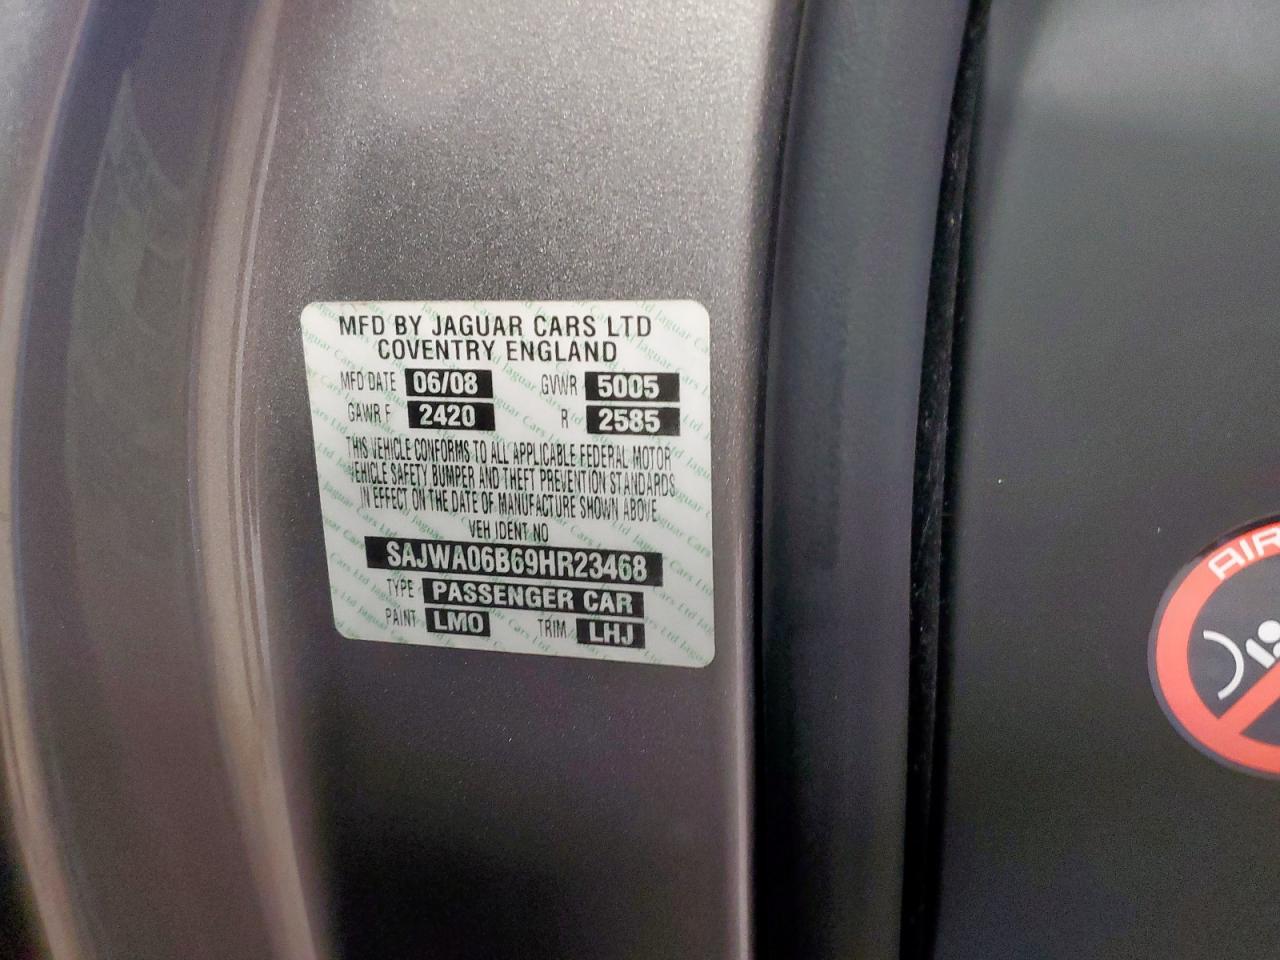 MFD BY JAGUAR CARS LTD
COVENTRY ENGLAND
MFD DATE 06/08 GVWR 5005
GAWR F 2420 R 2585
THIS VEHICLE CONFORMS TO ALL APPLICABLE FEDERAL MOTOR
VEHICLE SAFETY BUMPER AND THEFT PREVENTION STANDARDS
IN EFFECT ON THE DATE OF MANUFACTURE SHOWN ABOVE
VEH IDENT NO
SAJWA06B69HR23468
TYPE PASSENGER CAR
PAINT LMO TRIM LHJ
AIR